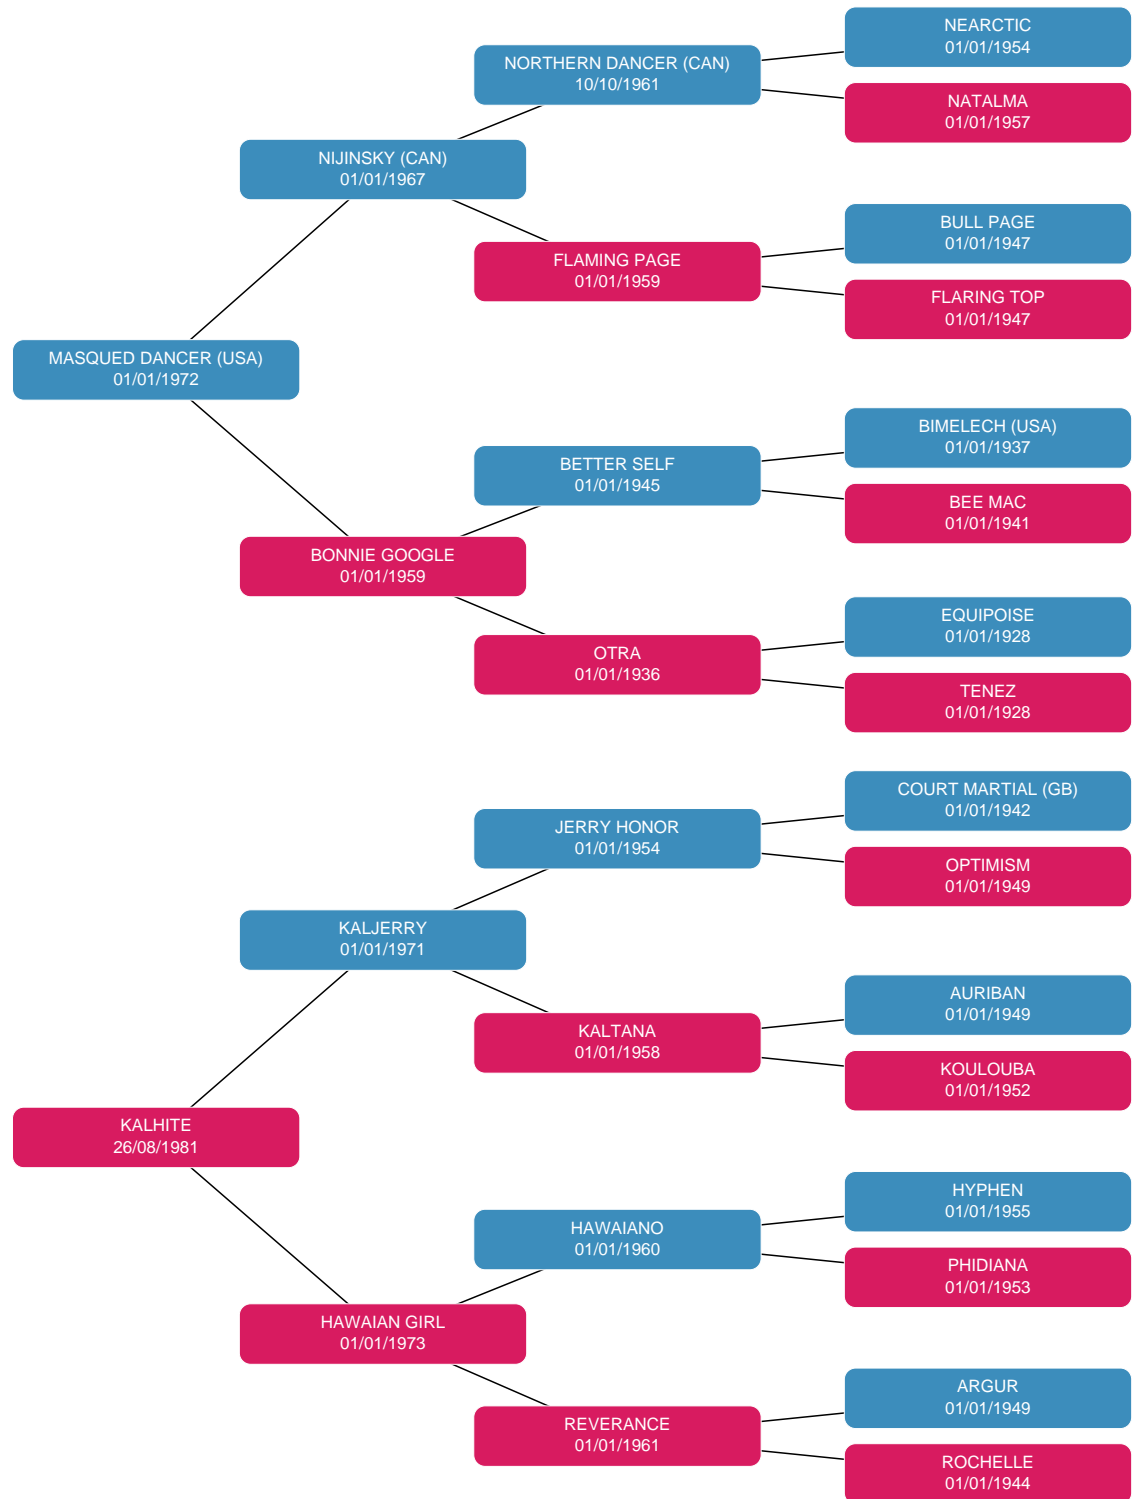 NEARCTIC
01/01/1954
NORTHERN DANCER (CAN)
10/10/1961
NATALMA
01/01/1957
NIJINSKY (CAN)
01/01/1967
BULL PAGE
01/01/1947
FLAMING PAGE
01/01/1959
FLARING TOP
01/01/1947
MASQUED DANCER (USA)
01/01/1972
BIMELECH (USA)
01/01/1937
BETTER SELF
01/01/1945
BEE MAC
01/01/1941
BONNIE GOOGLE
01/01/1959
EQUIPOISE
01/01/1928
OTRA
01/01/1936
TENEZ
01/01/1928
COURT MARTIAL (GB)
01/01/1942
JERRY HONOR
01/01/1954
OPTIMISM
01/01/1949
KALJERRY
01/01/1971
AURIBAN
01/01/1949
KALTANA
01/01/1958
KOULOUBA
01/01/1952
KALHITE
26/08/1981
HYPHEN
01/01/1955
HAWAIANO
01/01/1960
PHIDIANA
01/01/1953
HAWAIAN GIRL
01/01/1973
ARGUR
01/01/1949
REVERANCE
01/01/1961
ROCHELLE
01/01/1944